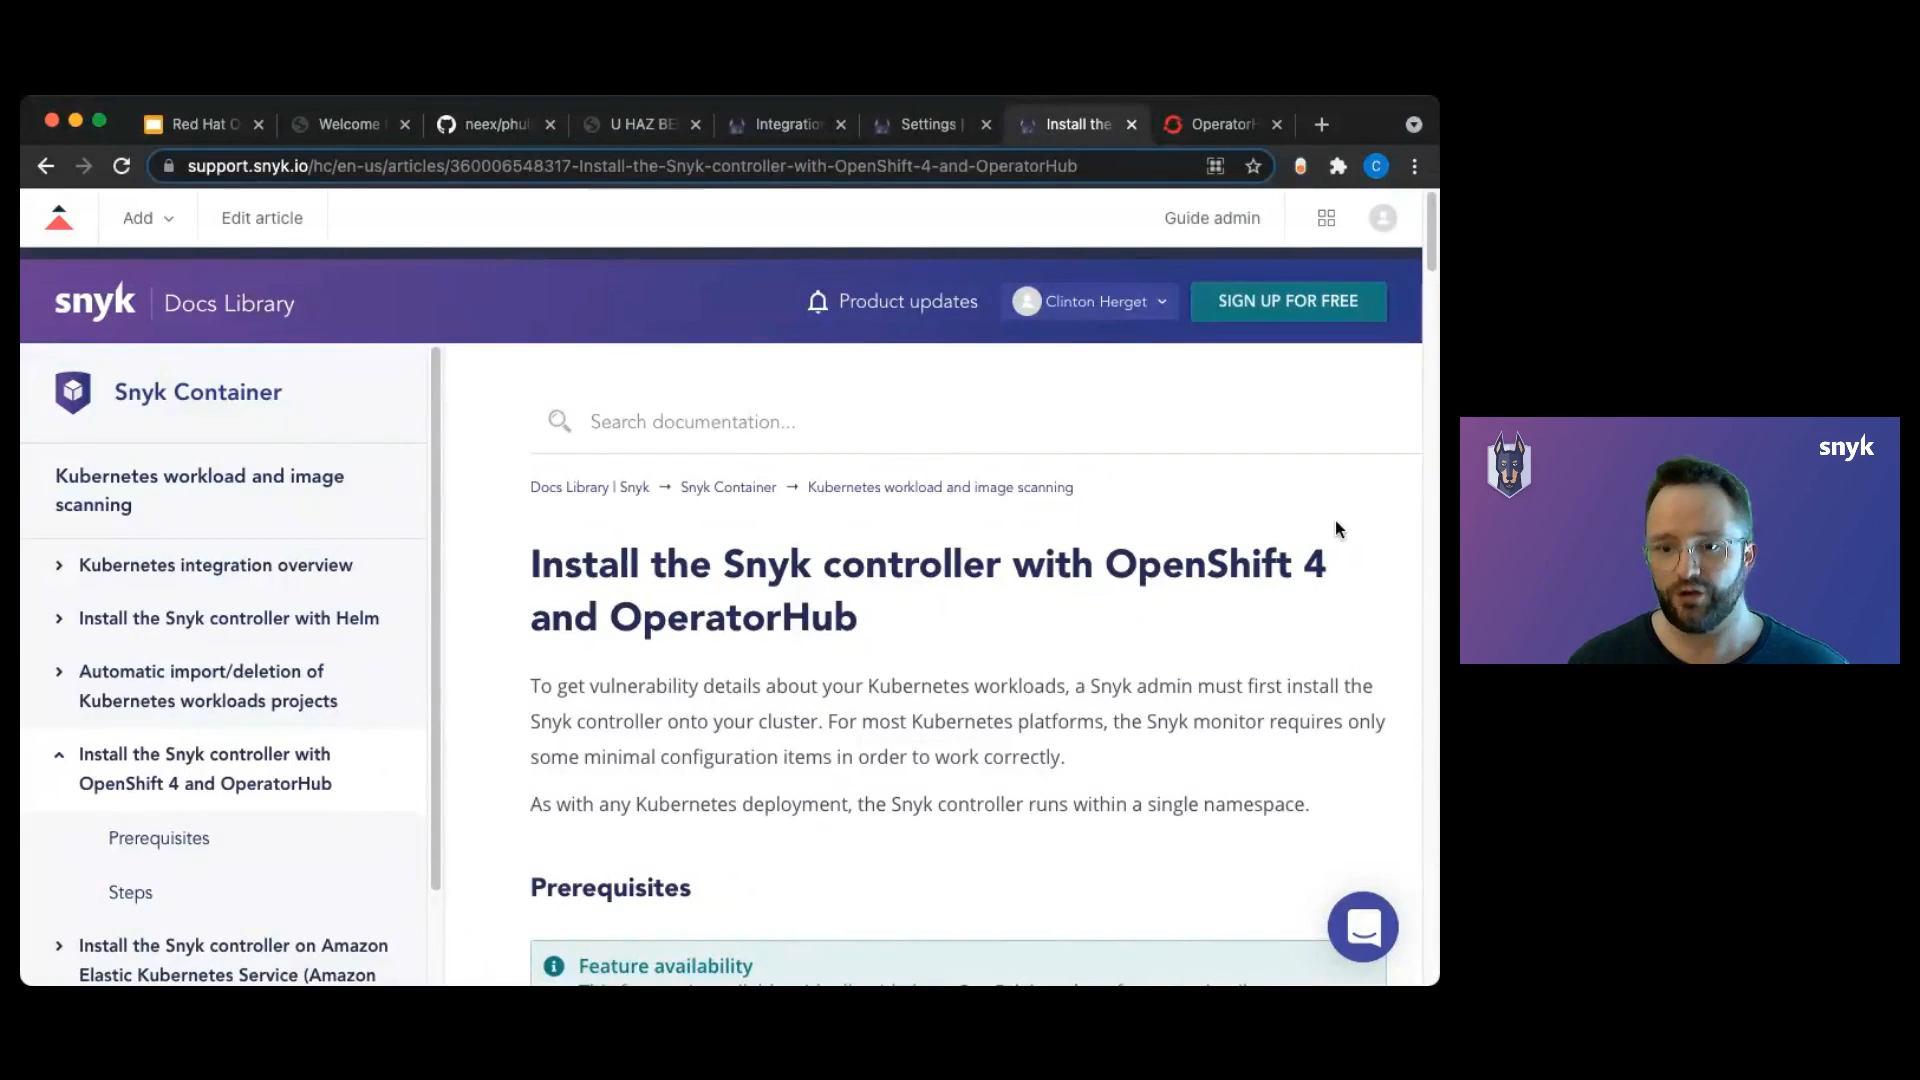 Red Hat O
Welcome
neex/phui
U HAZ BE
Integration
Settings |
Install the
OperatorH
support.snyk.io/hc/en-us/articles/360006548317-Install-the-Snyk-controller-with-OpenShift-4-and-OperatorHub
C
Add
Edit article
Guide admin
snyk
Docs Library
Product updates
Clinton Herget
SIGN UP FOR FREE
Snyk Container
Kubernetes workload and image
scanning
Kubernetes integration overview
Install the Snyk controller with Helm
Automatic import/deletion of
Kubernetes workloads projects
Install the Snyk controller with
OpenShift 4 and OperatorHub
Prerequisites
Steps
Install the Snyk controller on Amazon
Elastic Kubernetes Service (Amazon
Search documentation...
Docs Library | Snyk → Snyk Container → Kubernetes workload and image scanning
Install the Snyk controller with OpenShift 4
and OperatorHub
To get vulnerability details about your Kubernetes workloads, a Snyk admin must first install the
Snyk controller onto your cluster. For most Kubernetes platforms, the Snyk monitor requires only
some minimal configuration items in order to work correctly.
As with any Kubernetes deployment, the Snyk controller runs within a single namespace.
Prerequisites
Feature availability
snyk